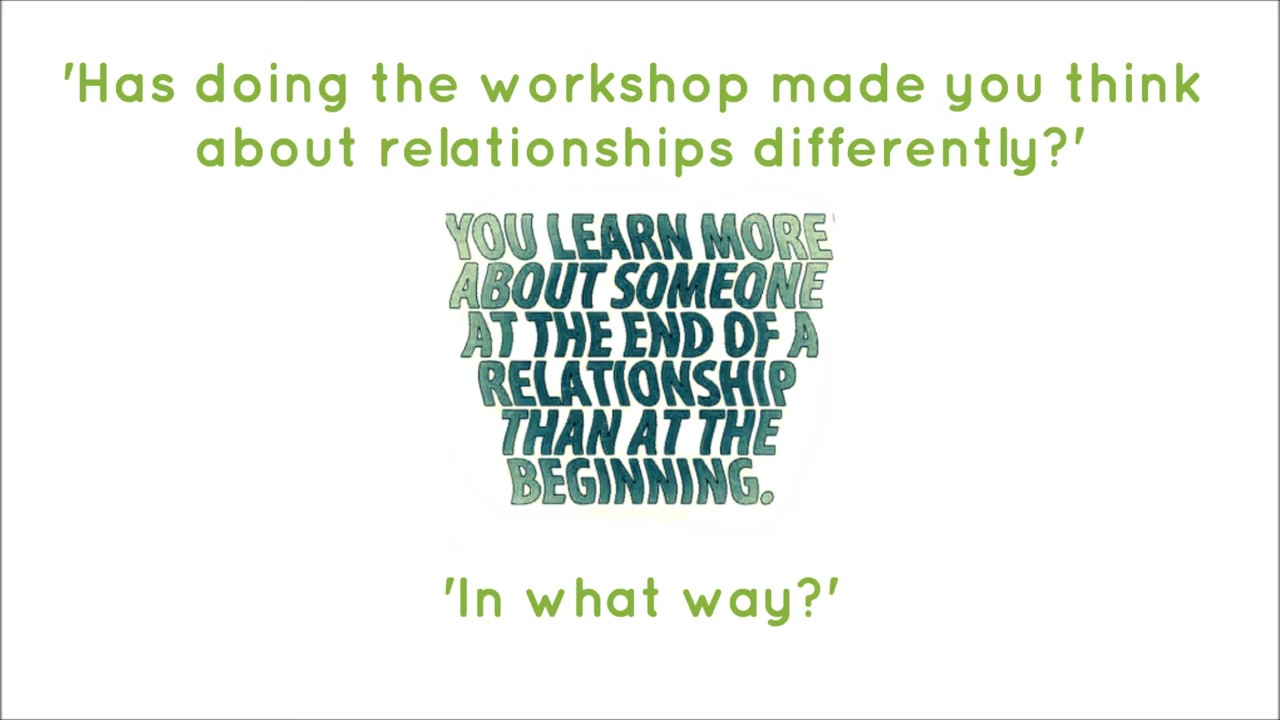 'Has doing the workshop made you think
about relationships differently?'
YOU LEARN MORE
ABOUT SOMEONE
AT THE END OF A
RELATIONSHIP
THAN AT THE
BEGINNING.
'In what way?'